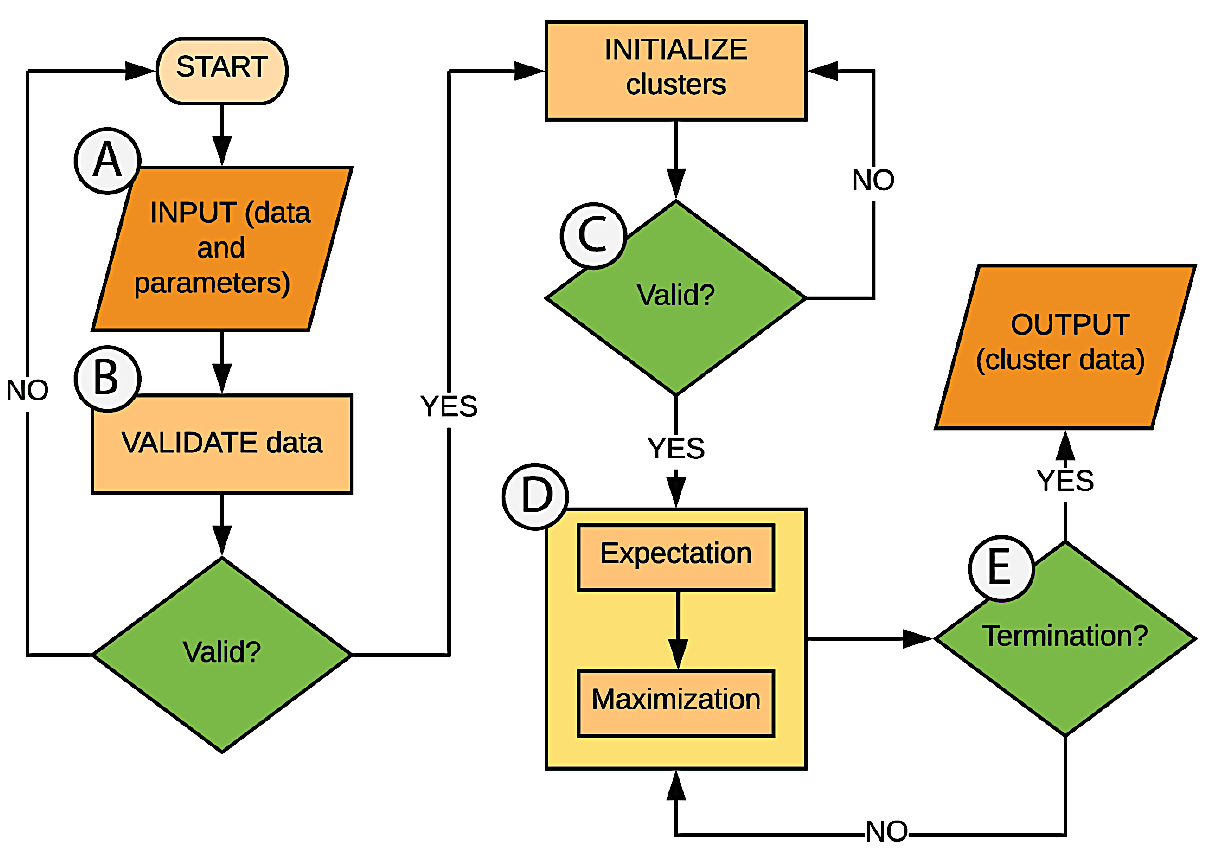 START
A
INPUT (data
and
parameters)
B
VALIDATE data
NO
Valid?
YES
INITIALIZE
clusters
NO
C
Valid?
YES
D
Expectation
Maximization
E
Termination?
NO
YES
OUTPUT
(cluster data)